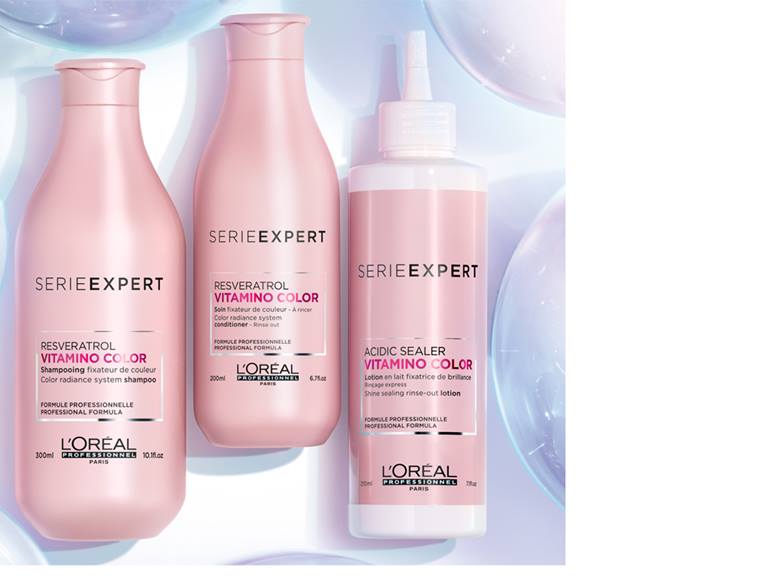 SERIEEXPERT
RESVERATROL
VITAMINO COLOR
Shampooing fixateur de couleur
Color radiance system shampoo
FORMULE PROFESSIONNELLE
PROFESSIONAL FORMULA
L'ORÉAL
PROFESSIONNEL
PARIS
300ml 10.1fl.oz
SERIEEXPERT
RESVERATROL
VITAMINO COLOR
Soin fixateur de couleur - À rincer
Color radiance system
conditioner - Rinse out
FORMULE PROFESSIONNELLE
PROFESSIONAL FORMULA
L'ORÉAL
PROFESSIONNEL
PARIS
200ml 6.7fl.oz
SERIEEXPERT
ACIDIC SEALER
VITAMINO COLOR
Lotion en lait fixatrice de brillance
Rinçage express
Shine sealing rinse-out lotion
FORMULE PROFESSIONNELLE
PROFESSIONAL FORMULA
L'ORÉAL
PROFESSIONNEL
PARIS